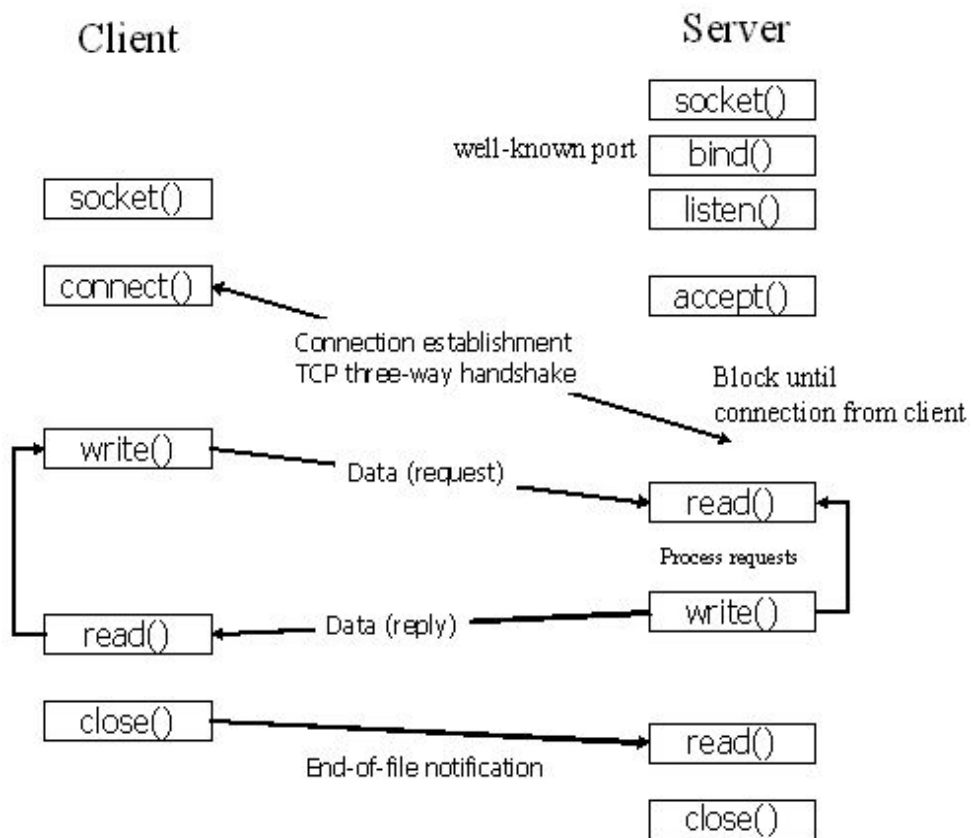 Client
Server
socket()
well-known port
bind()
socket()
listen()
connect()
accept()
Connection establishment
TCP three-way handshake
Block until
connection from client
write()
Data (request)
read()
Process requests
write()
Data (reply)
read()
close()
read()
End-of-file notification
close()